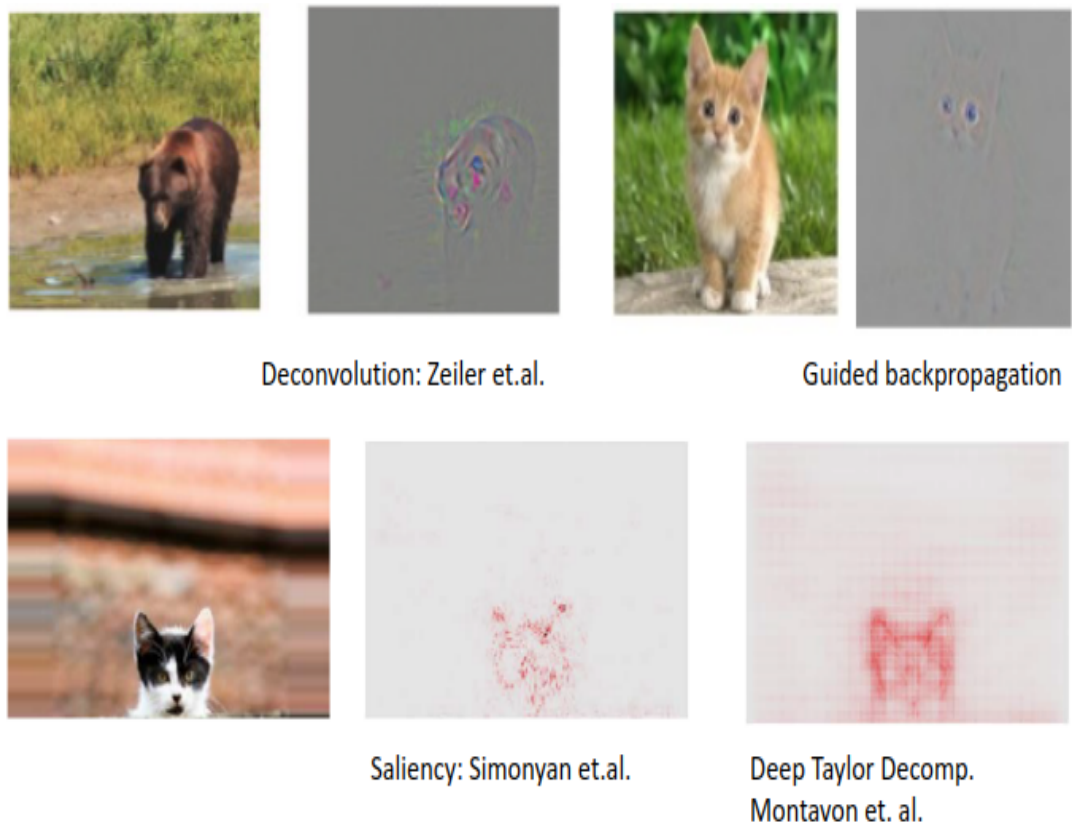 Deconvolution: Zeiler et.al.
Guided backpropagation
Saliency: Simonyan et.al.
Deep Taylor Decomp.
Montavon et. al.